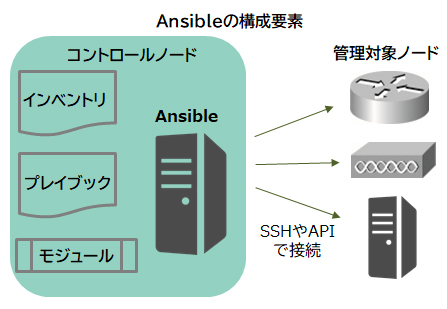 Ansibleの構成要素
コントロールノード
管理対象ノード
インベントリ
Ansible
プレイブック
モジュール
SSHやAPI
で接続